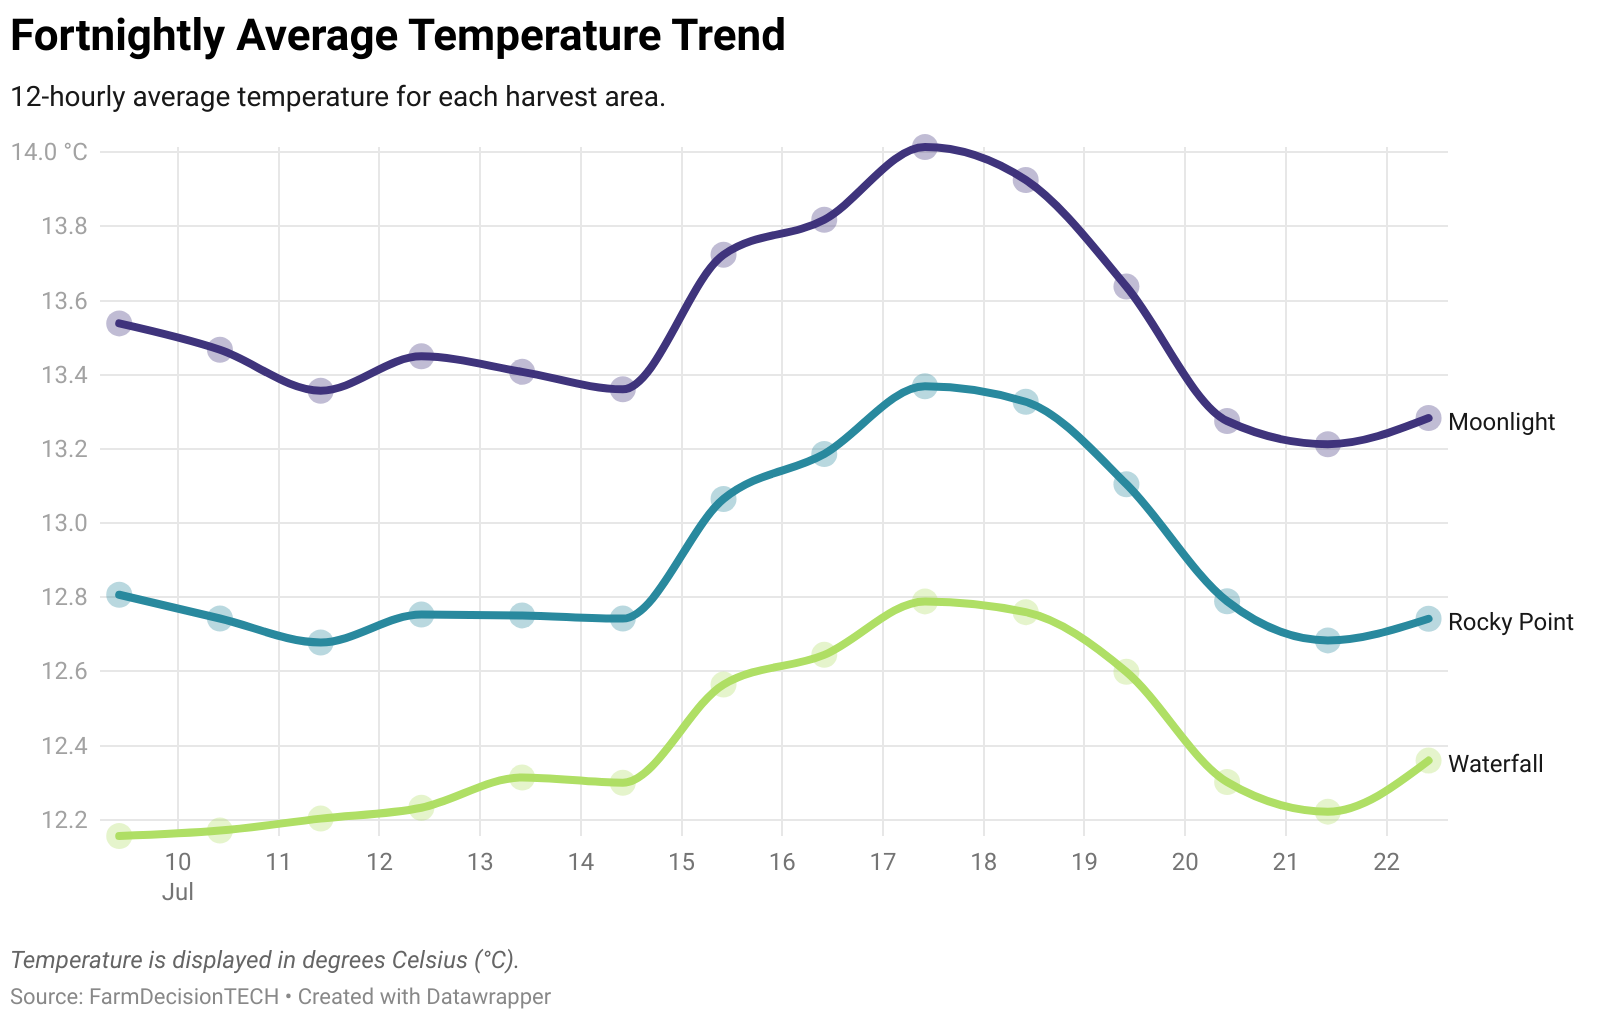 Fortnightly Average Temperature Trend
12-hourly average temperature for each harvest area.
14.0 °C
13.8
13.6
13.4
13.2
13.0
12.8
12.6
12.4
12.2
Moonlight
Rocky Point
Waterfall
10 11 12 13 14 15 16 17 18 19 20 21 22
Jul
Temperature is displayed in degrees Celsius (°C).
Source: FarmDecisionTECH • Created with Datawrapper